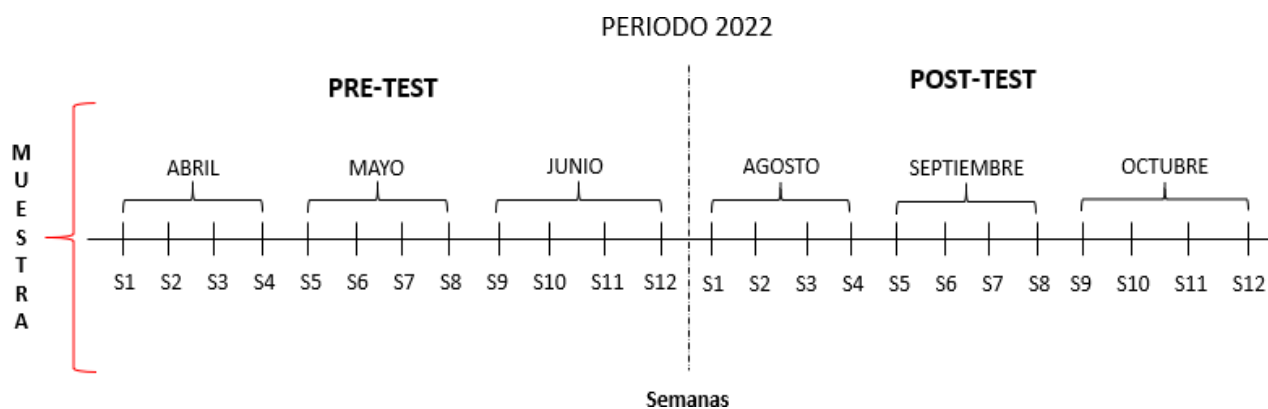 PERIODO 2022
PRE-TEST
POST-TEST
MUESTRA
ABRIL MAYO JUNIO AGOSTO SEPTIEMBRE OCTUBRE
S1 S2 S3 S4 S5 S6 S7 S8 S9 S10 S11 S12 S1 S2 S3 S4 S5 S6 S7 S8 S9 S10 S11 S12
Semanas